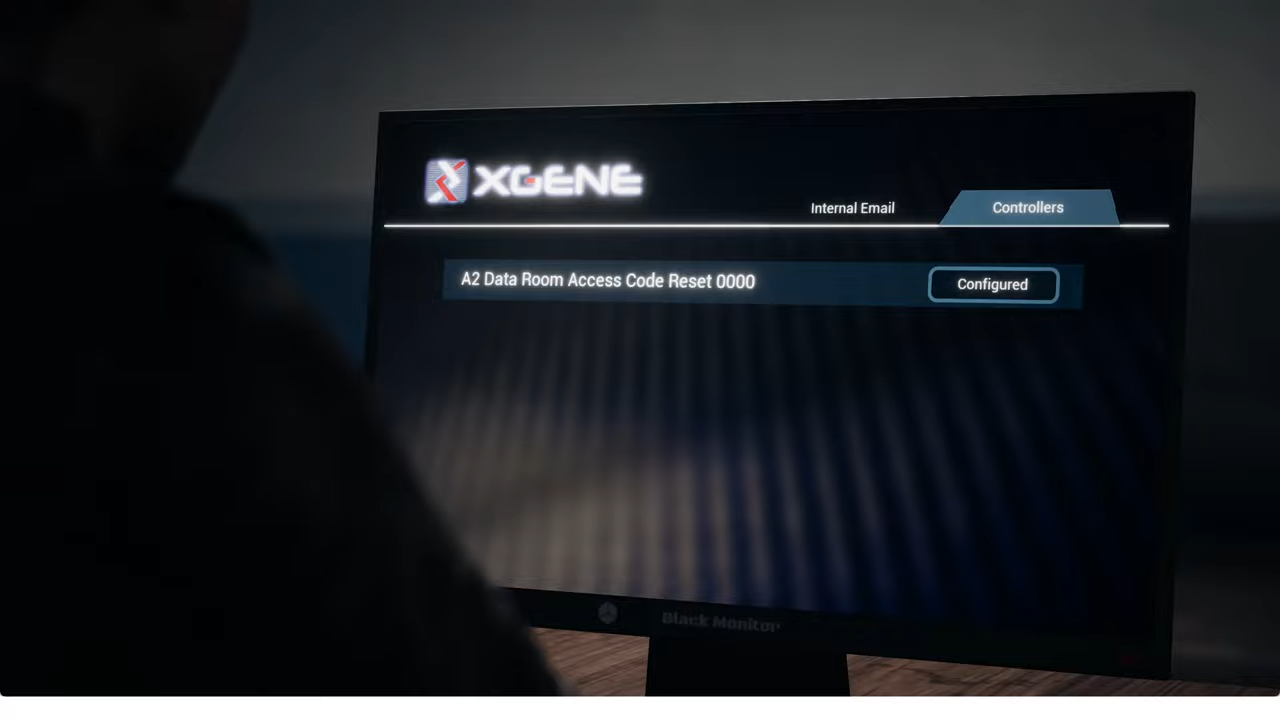 XGENE
Internal Email
Controllers
A2 Data Room Access Code Reset 0000
Configured
Black Monitor